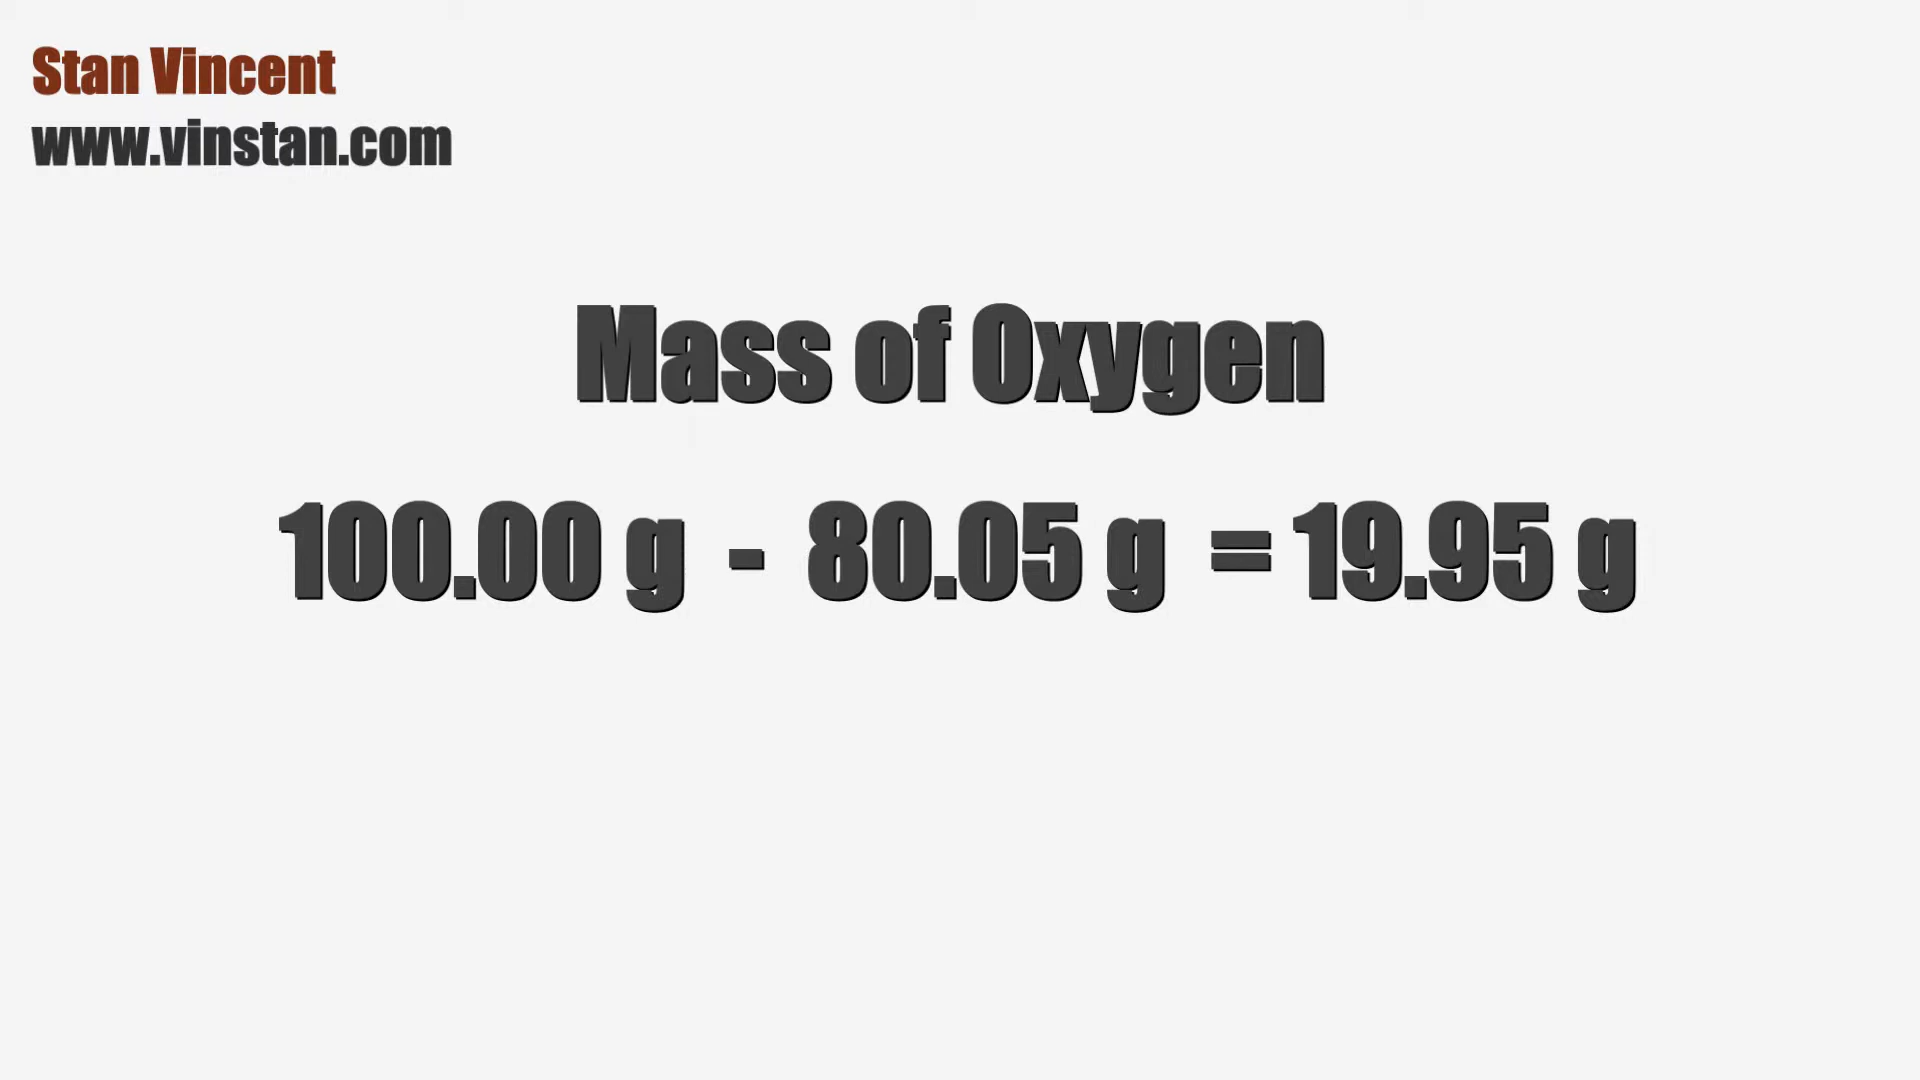 Stan Vincent
www.vinstan.com
Mass of Oxygen
100.00 g - 80.05 g = 19.95 g